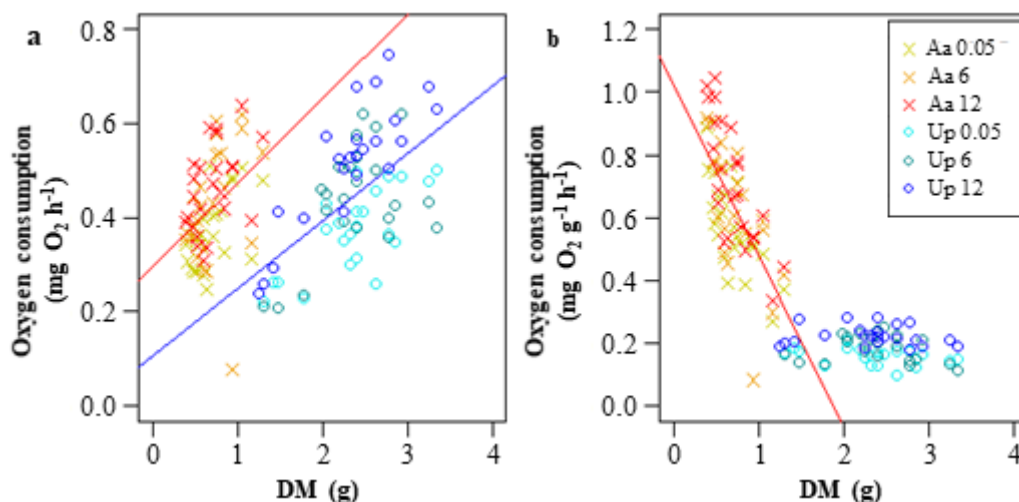 a
Oxygen consumption
(mg O₂ h⁻¹)
0.8
0.6
0.4
0.2
0.0
0 1 2 3 4
DM (g)
b
Oxygen consumption
(mg O₂ g⁻¹ h⁻¹)
1.2
1.0
0.8
0.6
0.4
0.2
0.0
0 1 2 3 4
DM (g)
Aa 0.05
Aa 6
Aa 12
Up 0.05
Up 6
Up 12